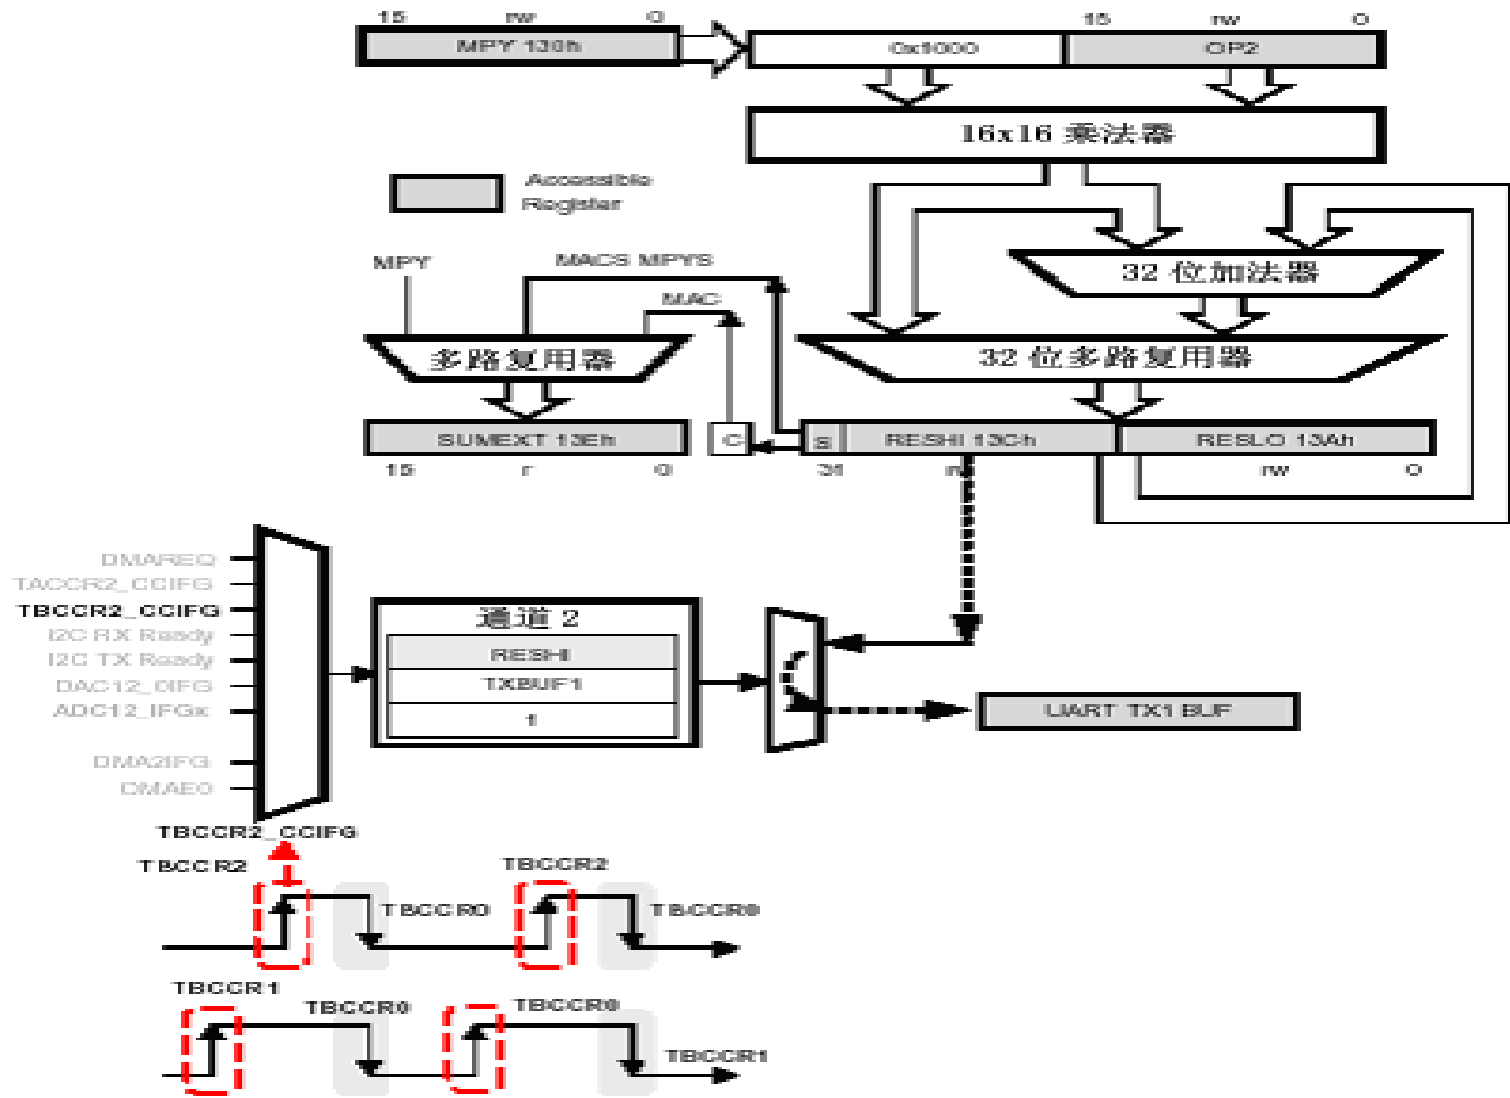 15 rw 0 15 rw 0
MPY 130h 0x1000 OP2
16x16 乘法器
Accessible
Register
MPY MACS MPYS
MAC
32 位加法器
多路复用器 32 位多路复用器
SUMEXT 13Eh C S RESHI 13Ch RESLO 13Ah
15 r 0 31 rw 0
DMAREQ
TACCR2_CCIFG
TBCCR2_CCIFG
I2C RX Ready
I2C TX Ready
DAC12_0IFG
ADC12_IFGx
DMA2IFG
DMAE0
通道 2
RESHI
TXBUF1
1
UART TX1 BUF
TBCCR2_CCIFG
TBCCR2 TBCCR2
TBCCR0 TBCCR0
TBCCR1
TBCCR0 TBCCR0
TBCCR1